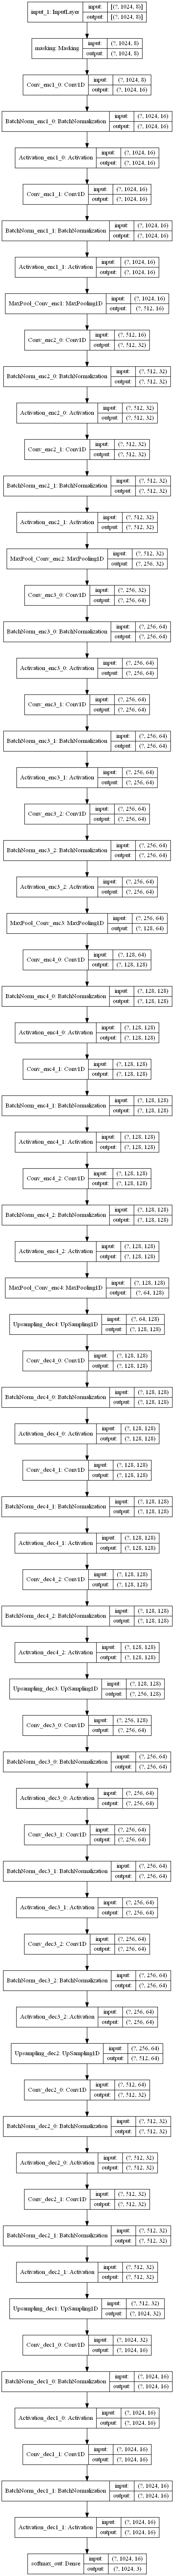 input_1: InputLayer
input: [(?, 1024, 8)]
output: [(?, 1024, 8)]
masking: Masking
input: (?, 1024, 8)
output: (?, 1024, 8)
Conv_enc1_0: Conv1D
input: (?, 1024, 8)
output: (?, 1024, 16)
BatchNorm_enc1_0: BatchNormalization
input: (?, 1024, 16)
output: (?, 1024, 16)
Activation_enc1_0: Activation
input: (?, 1024, 16)
output: (?, 1024, 16)
Conv_enc1_1: Conv1D
input: (?, 1024, 16)
output: (?, 1024, 16)
BatchNorm_enc1_1: BatchNormalization
input: (?, 1024, 16)
output: (?, 1024, 16)
Activation_enc1_1: Activation
input: (?, 1024, 16)
output: (?, 1024, 16)
MaxPool_Conv_enc1: MaxPooling1D
input: (?, 1024, 16)
output: (?, 512, 16)
Conv_enc2_0: Conv1D
input: (?, 512, 16)
output: (?, 512, 32)
BatchNorm_enc2_0: BatchNormalization
input: (?, 512, 32)
output: (?, 512, 32)
Activation_enc2_0: Activation
input: (?, 512, 32)
output: (?, 512, 32)
Conv_enc2_1: Conv1D
input: (?, 512, 32)
output: (?, 512, 32)
BatchNorm_enc2_1: BatchNormalization
input: (?, 512, 32)
output: (?, 512, 32)
Activation_enc2_1: Activation
input: (?, 512, 32)
output: (?, 512, 32)
MaxPool_Conv_enc2: MaxPooling1D
input: (?, 512, 32)
output: (?, 256, 32)
Conv_enc3_0: Conv1D
input: (?, 256, 32)
output: (?, 256, 64)
BatchNorm_enc3_0: BatchNormalization
input: (?, 256, 64)
output: (?, 256, 64)
Activation_enc3_0: Activation
input: (?, 256, 64)
output: (?, 256, 64)
Conv_enc3_1: Conv1D
input: (?, 256, 64)
output: (?, 256, 64)
BatchNorm_enc3_1: BatchNormalization
input: (?, 256, 64)
output: (?, 256, 64)
Activation_enc3_1: Activation
input: (?, 256, 64)
output: (?, 256, 64)
Conv_enc3_2: Conv1D
input: (?, 256, 64)
output: (?, 256, 64)
BatchNorm_enc3_2: BatchNormalization
input: (?, 256, 64)
output: (?, 256, 64)
Activation_enc3_2: Activation
input: (?, 256, 64)
output: (?, 256, 64)
MaxPool_Conv_enc3: MaxPooling1D
input: (?, 256, 64)
output: (?, 128, 64)
Conv_enc4_0: Conv1D
input: (?, 128, 64)
output: (?, 128, 128)
BatchNorm_enc4_0: BatchNormalization
input: (?, 128, 128)
output: (?, 128, 128)
Activation_enc4_0: Activation
input: (?, 128, 128)
output: (?, 128, 128)
Conv_enc4_1: Conv1D
input: (?, 128, 128)
output: (?, 128, 128)
BatchNorm_enc4_1: BatchNormalization
input: (?, 128, 128)
output: (?, 128, 128)
Activation_enc4_1: Activation
input: (?, 128, 128)
output: (?, 128, 128)
Conv_enc4_2: Conv1D
input: (?, 128, 128)
output: (?, 128, 128)
BatchNorm_enc4_2: BatchNormalization
input: (?, 128, 128)
output: (?, 128, 128)
Activation_enc4_2: Activation
input: (?, 128, 128)
output: (?, 128, 128)
MaxPool_Conv_enc4: MaxPooling1D
input: (?, 128, 128)
output: (?, 64, 128)
Upsampling_dec4: UpSampling1D
input: (?, 64, 128)
output: (?, 128, 128)
Conv_dec4_0: Conv1D
input: (?, 128, 128)
output: (?, 128, 128)
BatchNorm_dec4_0: BatchNormalization
input: (?, 128, 128)
output: (?, 128, 128)
Activation_dec4_0: Activation
input: (?, 128, 128)
output: (?, 128, 128)
Conv_dec4_1: Conv1D
input: (?, 128, 128)
output: (?, 128, 128)
BatchNorm_dec4_1: BatchNormalization
input: (?, 128, 128)
output: (?, 128, 128)
Activation_dec4_1: Activation
input: (?, 128, 128)
output: (?, 128, 128)
Conv_dec4_2: Conv1D
input: (?, 128, 128)
output: (?, 128, 128)
BatchNorm_dec4_2: BatchNormalization
input: (?, 128, 128)
output: (?, 128, 128)
Activation_dec4_2: Activation
input: (?, 128, 128)
output: (?, 128, 128)
Upsampling_dec3: UpSampling1D
input: (?, 128, 128)
output: (?, 256, 128)
Conv_dec3_0: Conv1D
input: (?, 256, 128)
output: (?, 256, 64)
BatchNorm_dec3_0: BatchNormalization
input: (?, 256, 64)
output: (?, 256, 64)
Activation_dec3_0: Activation
input: (?, 256, 64)
output: (?, 256, 64)
Conv_dec3_1: Conv1D
input: (?, 256, 64)
output: (?, 256, 64)
BatchNorm_dec3_1: BatchNormalization
input: (?, 256, 64)
output: (?, 256, 64)
Activation_dec3_1: Activation
input: (?, 256, 64)
output: (?, 256, 64)
Conv_dec3_2: Conv1D
input: (?, 256, 64)
output: (?, 256, 64)
BatchNorm_dec3_2: BatchNormalization
input: (?, 256, 64)
output: (?, 256, 64)
Activation_dec3_2: Activation
input: (?, 256, 64)
output: (?, 256, 64)
Upsampling_dec2: UpSampling1D
input: (?, 256, 64)
output: (?, 512, 64)
Conv_dec2_0: Conv1D
input: (?, 512, 64)
output: (?, 512, 32)
BatchNorm_dec2_0: BatchNormalization
input: (?, 512, 32)
output: (?, 512, 32)
Activation_dec2_0: Activation
input: (?, 512, 32)
output: (?, 512, 32)
Conv_dec2_1: Conv1D
input: (?, 512, 32)
output: (?, 512, 32)
BatchNorm_dec2_1: BatchNormalization
input: (?, 512, 32)
output: (?, 512, 32)
Activation_dec2_1: Activation
input: (?, 512, 32)
output: (?, 512, 32)
Upsampling_dec1: UpSampling1D
input: (?, 512, 32)
output: (?, 1024, 32)
Conv_dec1_0: Conv1D
input: (?, 1024, 32)
output: (?, 1024, 16)
BatchNorm_dec1_0: BatchNormalization
input: (?, 1024, 16)
output: (?, 1024, 16)
Activation_dec1_0: Activation
input: (?, 1024, 16)
output: (?, 1024, 16)
Conv_dec1_1: Conv1D
input: (?, 1024, 16)
output: (?, 1024, 16)
BatchNorm_dec1_1: BatchNormalization
input: (?, 1024, 16)
output: (?, 1024, 16)
Activation_dec1_1: Activation
input: (?, 1024, 16)
output: (?, 1024, 16)
softmax_out: Dense
input: (?, 1024, 16)
output: (?, 1024, 3)